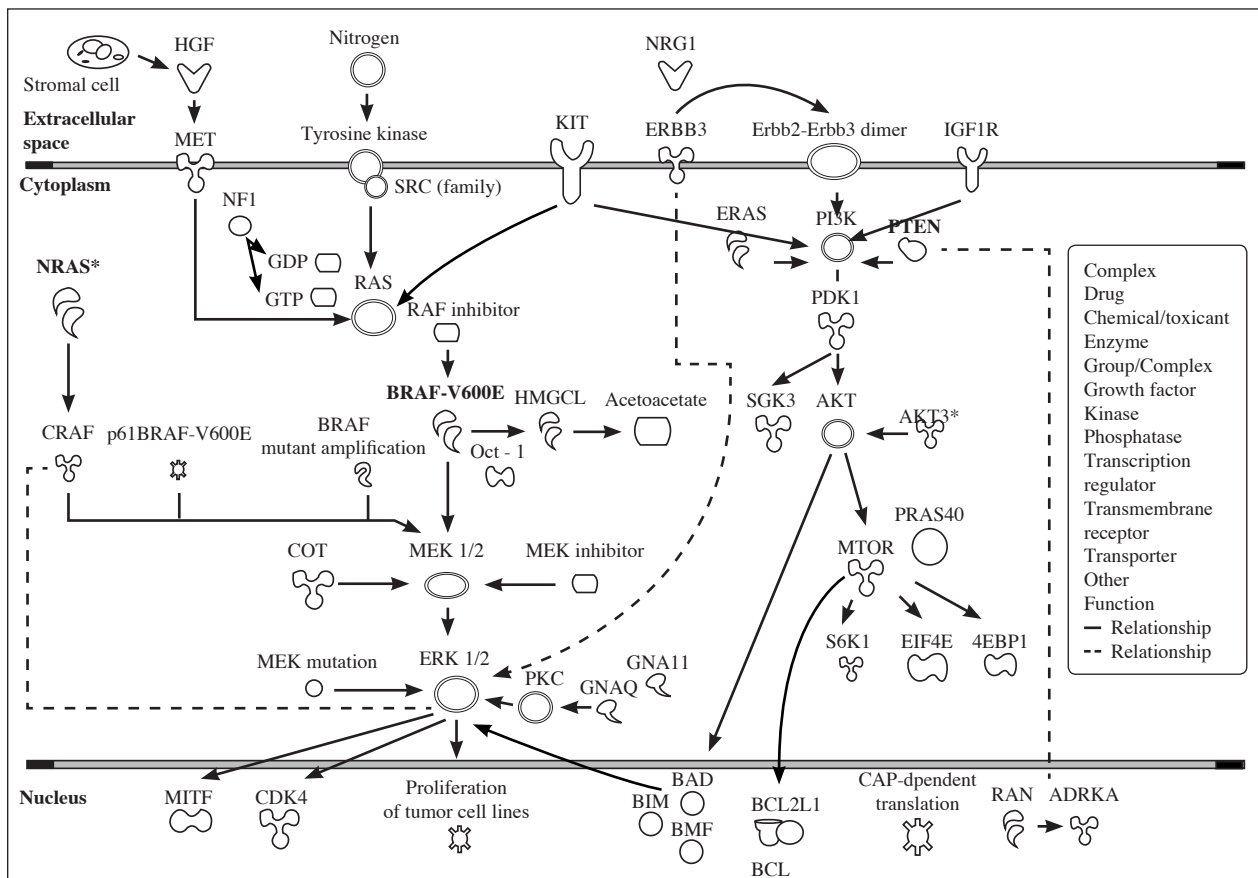 HGF
Nitrogen
NRG1
Stromal cell
Extracellular
space
MET
Tyrosine kinase
KIT
ERBB3
Erbb2-Erbb3 dimer
IGF1R
Cytoplasm
SRC (family)
NF1
ERAS
PI3K
PTEN
GDP
NRAS*
GTP
RAS
RAF inhibitor
PDK1
BRAF-V600E
HMGCL
Acetoacetate
SGK3
AKT
AKT3*
CRAF
p61BRAF-V600E
BRAF
mutant amplification
Oct - 1
PRAS40
COT
MEK 1/2
MEK inhibitor
MTOR
S6K1
EIF4E
4EBP1
MEK mutation
ERK 1/2
PKC
GNAQ
GNA11
Nucleus
MITF
CDK4
Proliferation
of tumor cell lines
BAD
BIM
BMF
BCL2L1
BCL
CAP-dpendent
translation
RAN
ADRKA
Complex
Drug
Chemical/toxicant
Enzyme
Group/Complex
Growth factor
Kinase
Phosphatase
Transcription
regulator
Transmembrane
receptor
Transporter
Other
Function
Relationship
Relationship